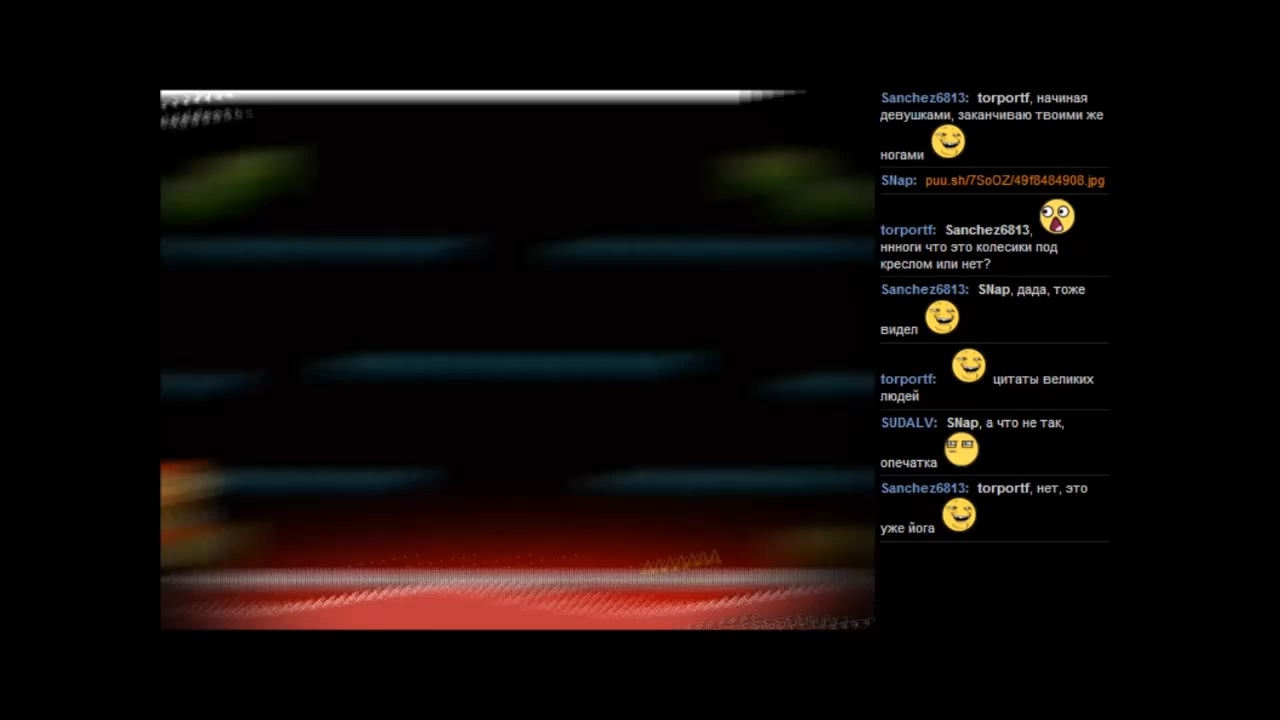 Sanchez6813: torportf, начиная
девушками, заканчиваю твоими же
ногами
SNap: puu.sh/7SoOZ/49f8484908.jpg
torportf: Sanchez6813,
ннноги что это колесики под
креслом или нет?
Sanchez6813: SNap, дада, тоже
видел
torportf: цитаты великих
людей
SUDALV: SNap, а что не так,
опечатка
Sanchez6813: torportf, нет, это
уже йога